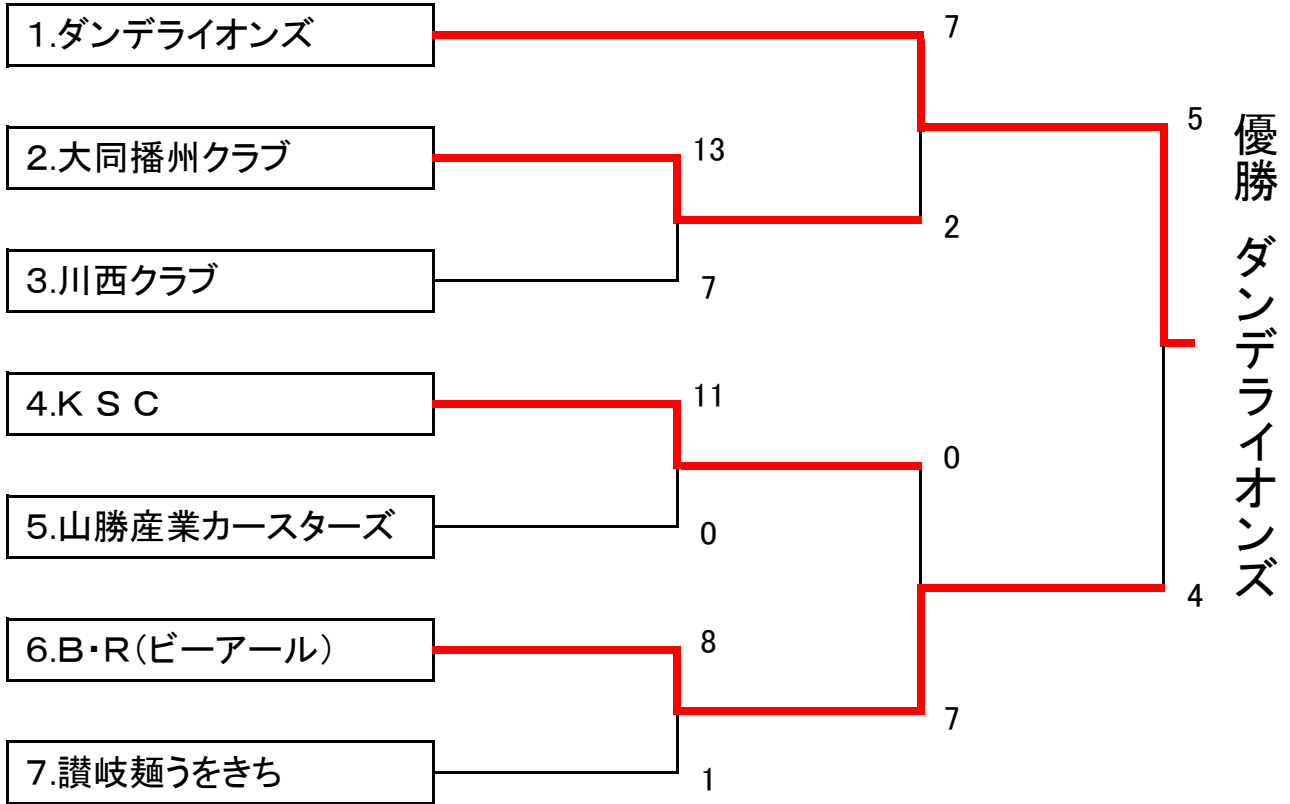 1.ダンデライオンズ
7
5
2.大同播州クラブ
13
2
3.川西クラブ
7
4.K S C
11
0
5.山勝産業カースターズ
0
4
6.B・R(ビーアール)
8
7
7.讃岐麺うをきち
1
優勝 ダンデライオンズ